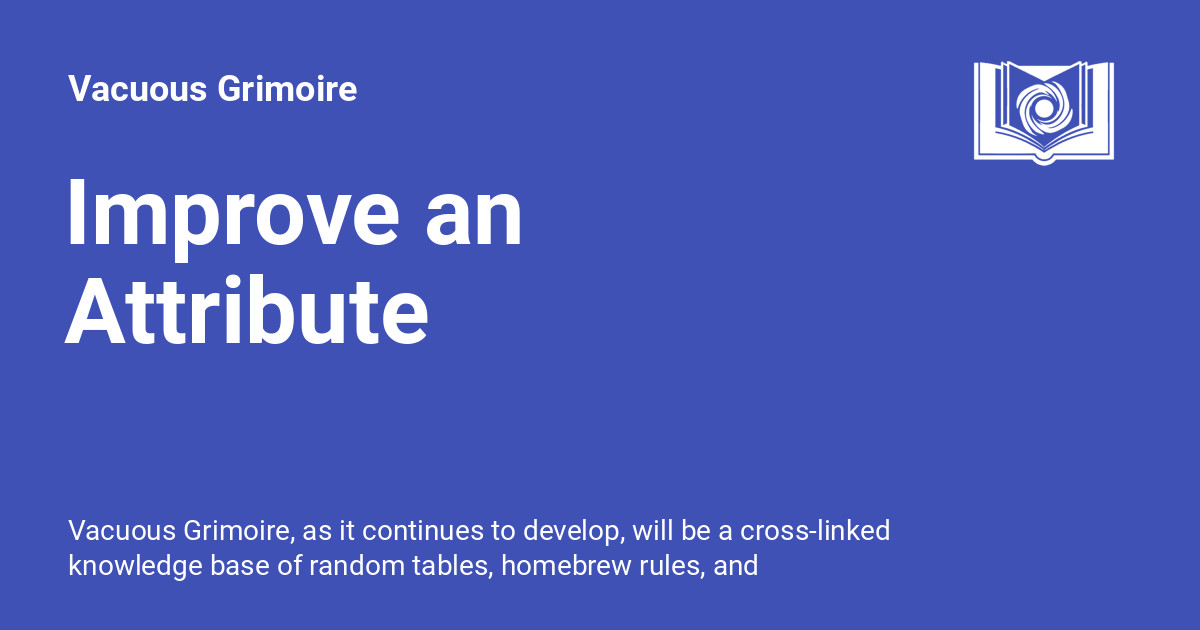 Vacuous Grimoire
Improve an
Attribute
Vacuous Grimoire, as it continues to develop, will be a cross-linked
knowledge base of random tables, homebrew rules, and